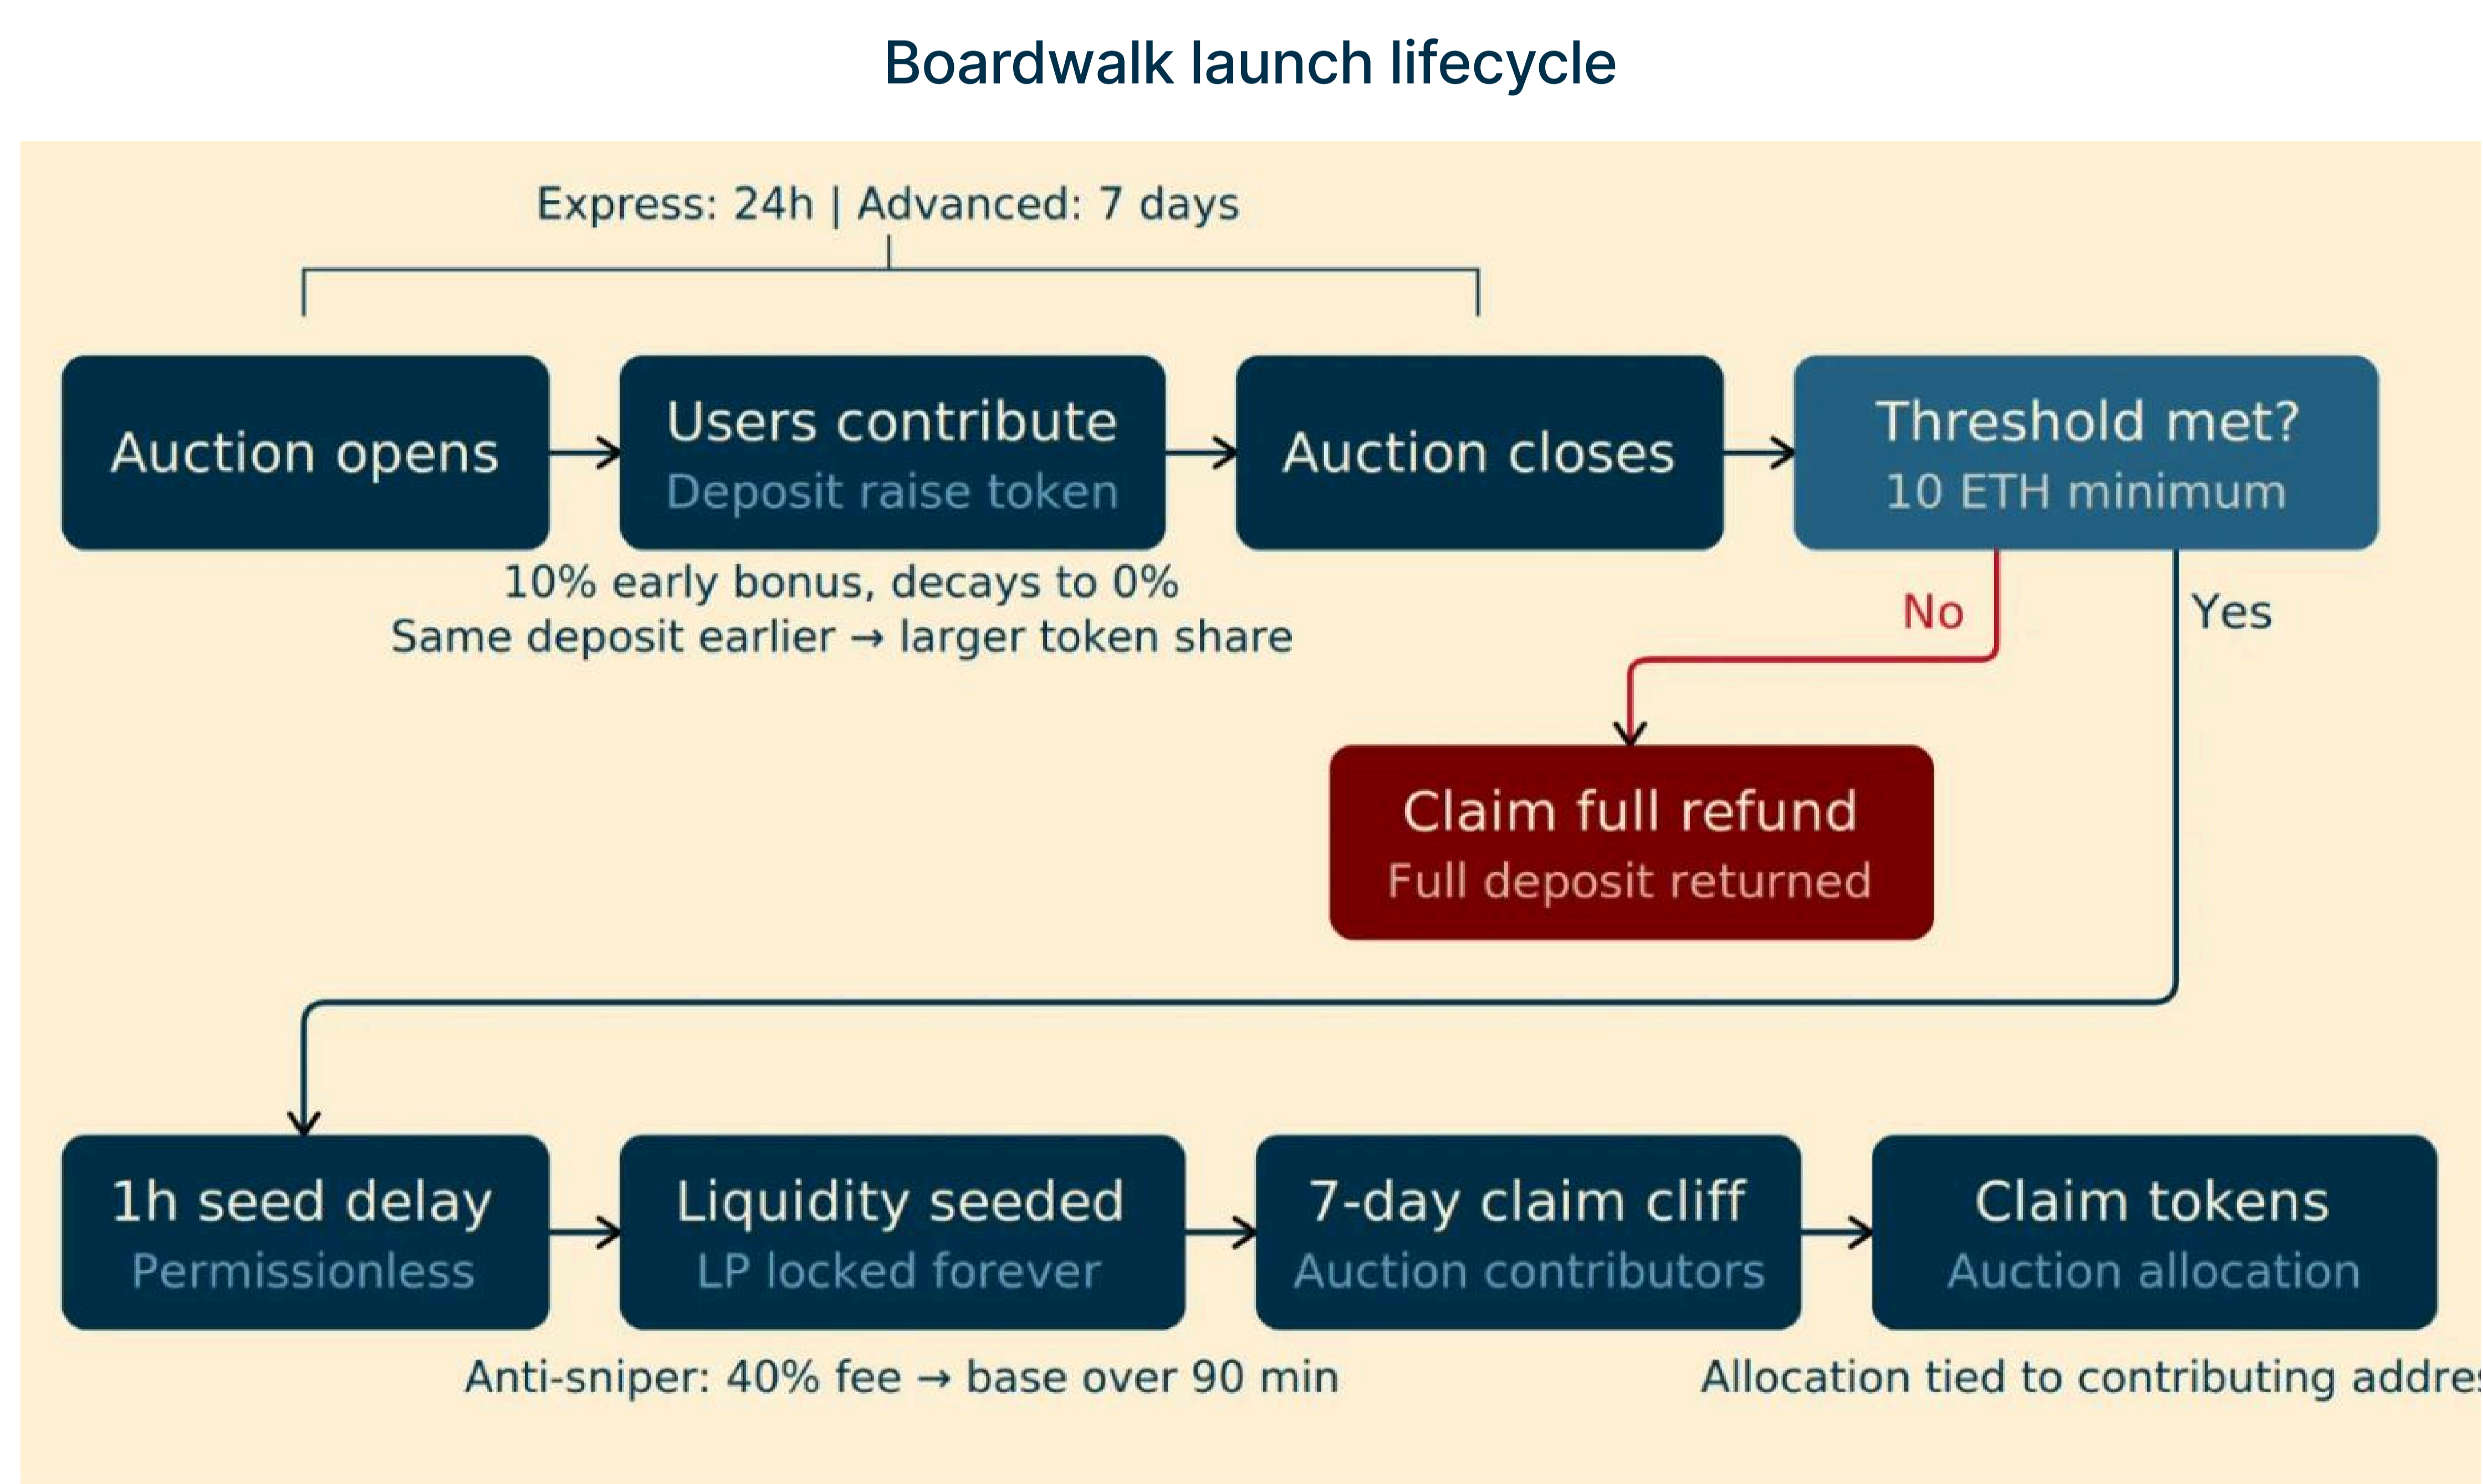 Boardwalk launch lifecycle
Express: 24h | Advanced: 7 days
Auction opens
Users contribute
Deposit raise token
Auction closes
Threshold met?
10 ETH minimum
10% early bonus, decays to 0%
Same deposit earlier → larger token share
No
Yes
Claim full refund
Full deposit returned
1h seed delay
Permissionless
Liquidity seeded
LP locked forever
7-day claim cliff
Auction contributors
Claim tokens
Auction allocation
Anti-sniper: 40% fee → base over 90 min
Allocation tied to contributing